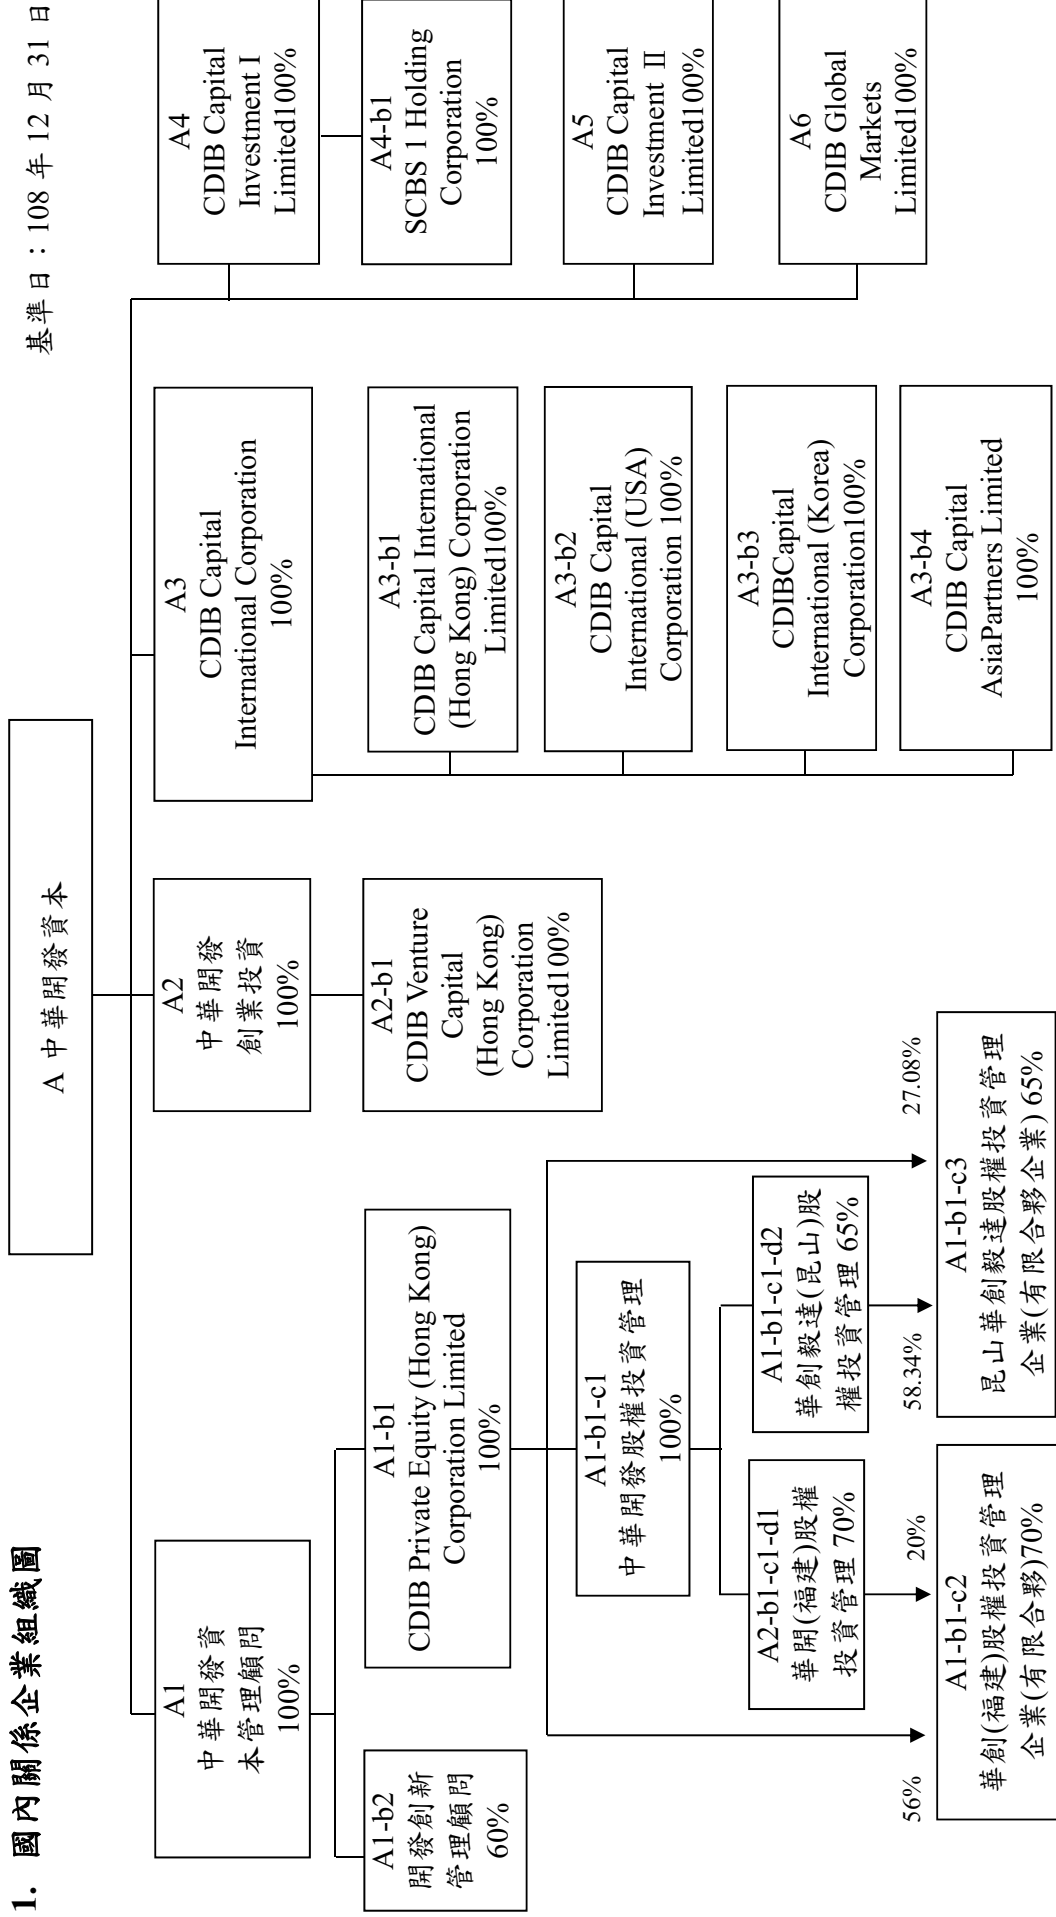 1. 國內關係企業組織圖
基準日：108 年 12 月 31 日
A 中華開發資本
A1
中華開發資
本管理顧問
100%
A1-b2
開發創新
管理顧問
60%
A1-b1
CDIB Private Equity (Hong Kong)
Corporation Limited
100%
A1-b1-c1
中華開發股權投資管理
100%
A2-b1-c1-d1
華開(福建)股權
投資管理 70%
A1-b1-c1-d2
華創毅達(昆山)股
權投資管理 65%
56%
20%
58.34%
27.08%
A1-b1-c2
華創(福建)股權投資管理
企業(有限合夥)70%
A1-b1-c3
昆山華創毅達股權投資管理
企業(有限合夥企業) 65%
A2
中華開發
創業投資
100%
A2-b1
CDIB Venture
Capital
(Hong Kong)
Corporation
Limited100%
A3
CDIB Capital
International Corporation
100%
A3-b1
CDIB Capital International
(Hong Kong) Corporation
Limited100%
A3-b2
CDIB Capital
International (USA)
Corporation 100%
A3-b3
CDIBCapital
International (Korea)
Corporation100%
A3-b4
CDIB Capital
AsiaPartners Limited
100%
A4
CDIB Capital
Investment I
Limited100%
A4-b1
SCBS 1 Holding
Corporation
100%
A5
CDIB Capital
Investment Ⅱ
Limited100%
A6
CDIB Global
Markets
Limited100%